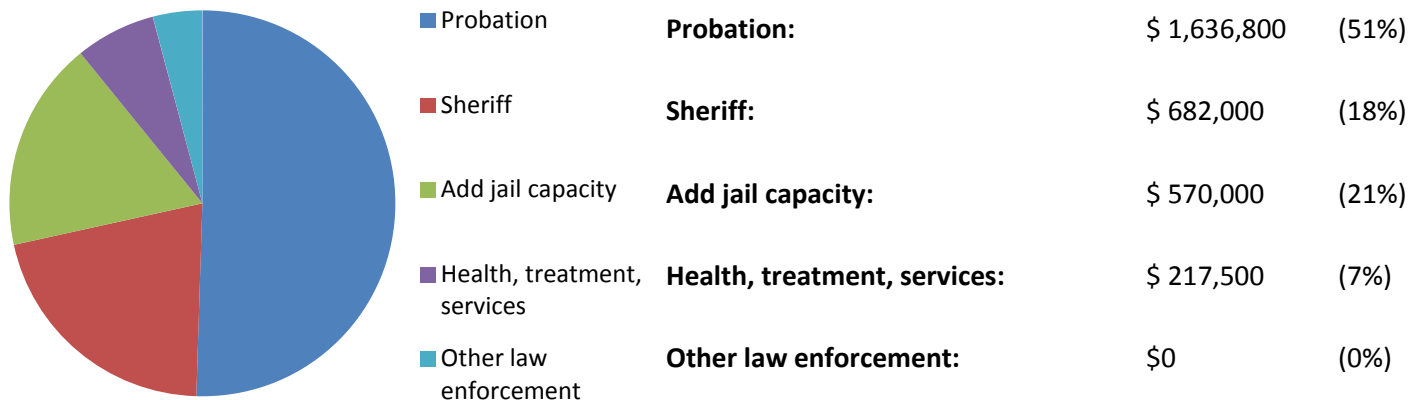 Probation
Sheriff
Add jail capacity
Health, treatment,
services
Other law
enforcement
Probation: $ 1,636,800 (51%)
Sheriff: $ 682,000 (18%)
Add jail capacity: $ 570,000 (21%)
Health, treatment, services: $ 217,500 (7%)
Other law enforcement: $0 (0%)